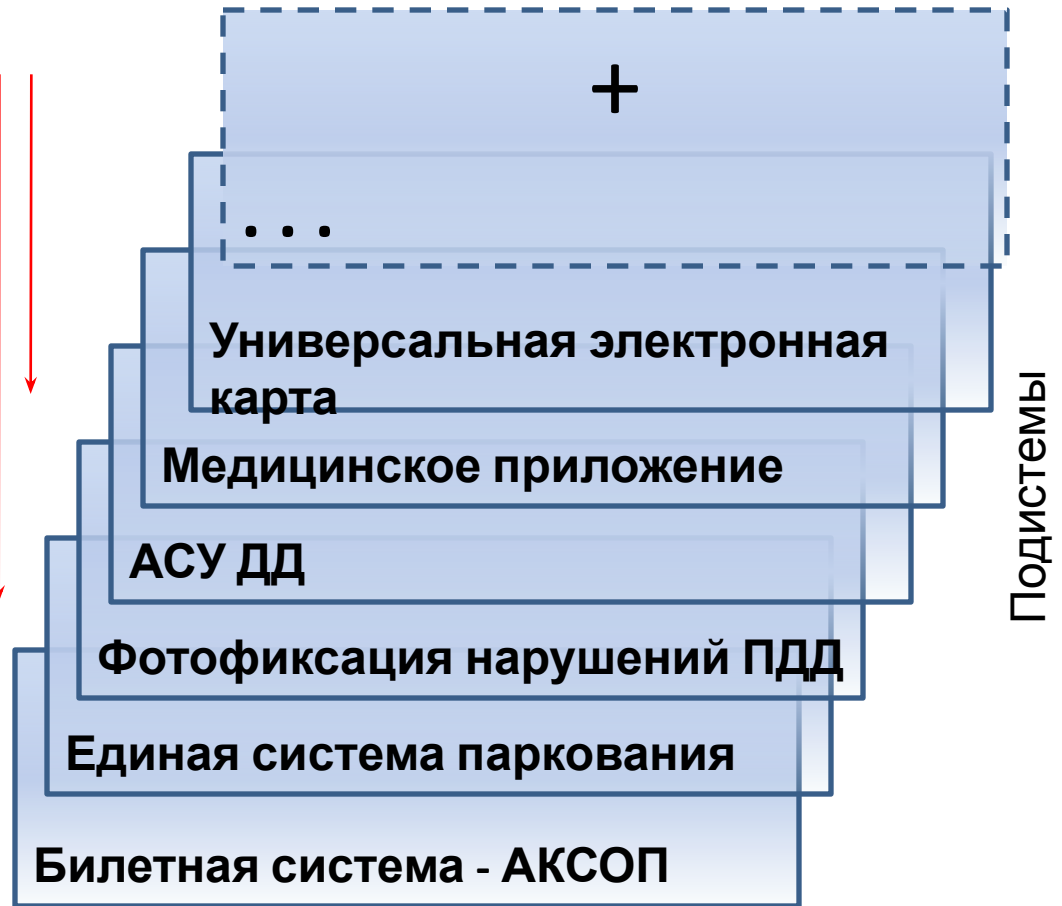 +
. . .
Универсальная электронная
карта
Медицинское приложение
АСУ ДД
Фотофиксация нарушений ПДД
Единая система паркования
Билетная система - АКСОП
Подистемы